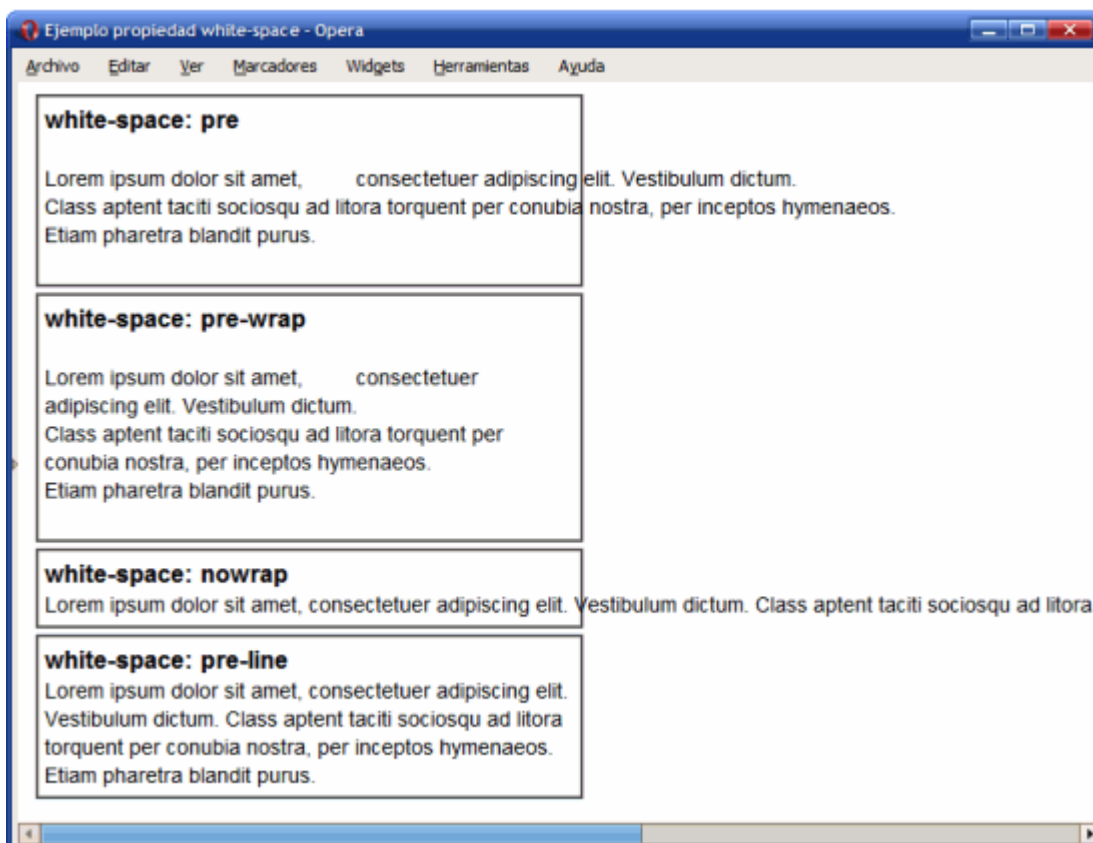 Ejemplo propiedad white-space - Opera
Archivo Editar Ver Marcadores Widgets Herramientas Ayuda
white-space: pre
Lorem ipsum dolor sit amet, consectetuer adipiscing elit. Vestibulum dictum.
Class aptent taciti sociosqu ad litora torquent per conubia nostra, per inceptos hymenaeos.
Etiam pharetra blandit purus.
white-space: pre-wrap
Lorem ipsum dolor sit amet, consectetuer
adipiscing elit. Vestibulum dictum.
Class aptent taciti sociosqu ad litora torquent per
conubia nostra, per inceptos hymenaeos.
Etiam pharetra blandit purus.
white-space: nowrap
Lorem ipsum dolor sit amet, consectetuer adipiscing elit. Vestibulum dictum. Class aptent taciti sociosqu ad litora
white-space: pre-line
Lorem ipsum dolor sit amet, consectetuer adipiscing elit.
Vestibulum dictum. Class aptent taciti sociosqu ad litora
torquent per conubia nostra, per inceptos hymenaeos.
Etiam pharetra blandit purus.